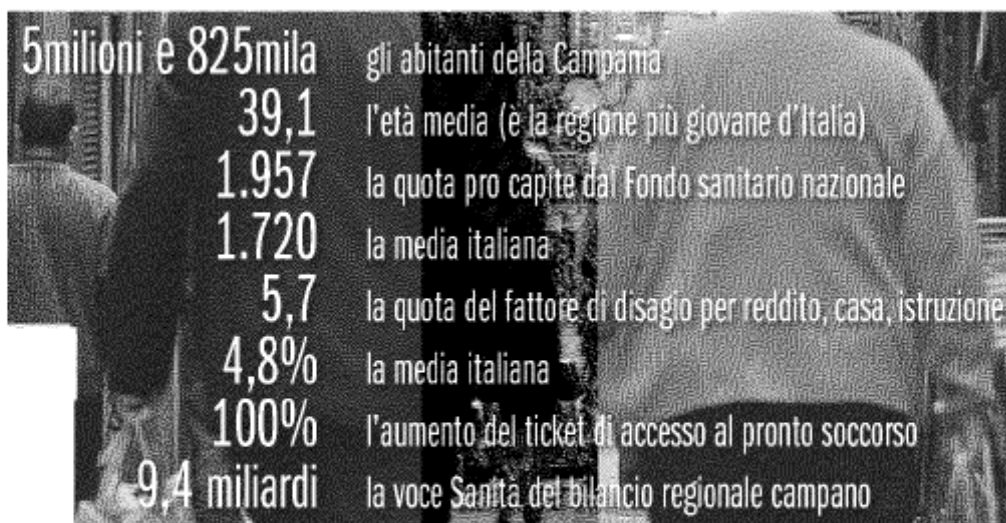 5milioni e 825mila gli abitanti della Campania
39,1 l'età media (è la regione più giovane d'Italia)
1.957 la quota pro capite dal Fondo sanitario nazionale
1.720 la media italiana
5,7 la quota del fattore di disagio per reddito, casa, istruzione
4,8% la media italiana
100% l'aumento del ticket di accesso al pronto soccorso
9,4 miliardi la voce Sanità del bilancio regionale campano